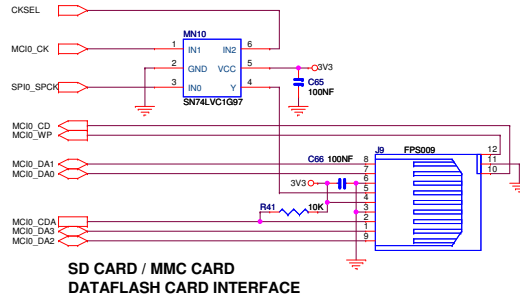 CKSEL
MN10
MCI0_CK 1 IN1 IN2 6
2 GND VCC 5 3V3
SPI0_SPCK 3 IN0 Y 4 C65
SN74LVC1G97 100NF
MCI0_CD
MCI0_WP
J9 FPS009
12
MCI0_DA1 C66 100NF 8 11
MCI0_DA0 7 10
3V3 6
5
4
R41 10K 3
MCI0_CDA 2
MCI0_DA3 1
MCI0_DA2 9
SD CARD / MMC CARD
DATAFLASH CARD INTERFACE